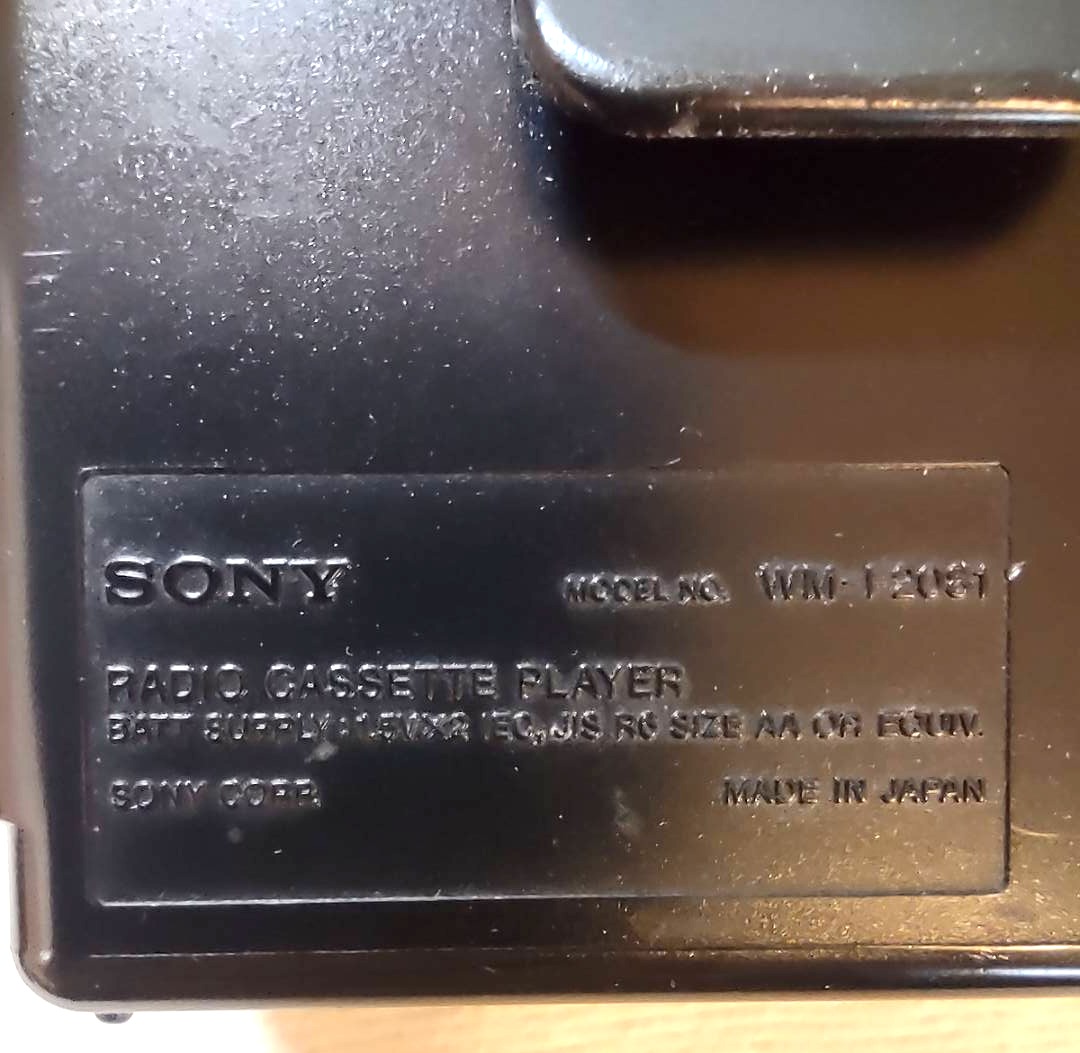 SONY MODEL NO. WM-F2081
RADIO CASSETTE PLAYER
BATT SUPPLY:1.5V×2 IEC, JIS R6 SIZE AA OR EQUIV.
SONY CORP. MADE IN JAPAN